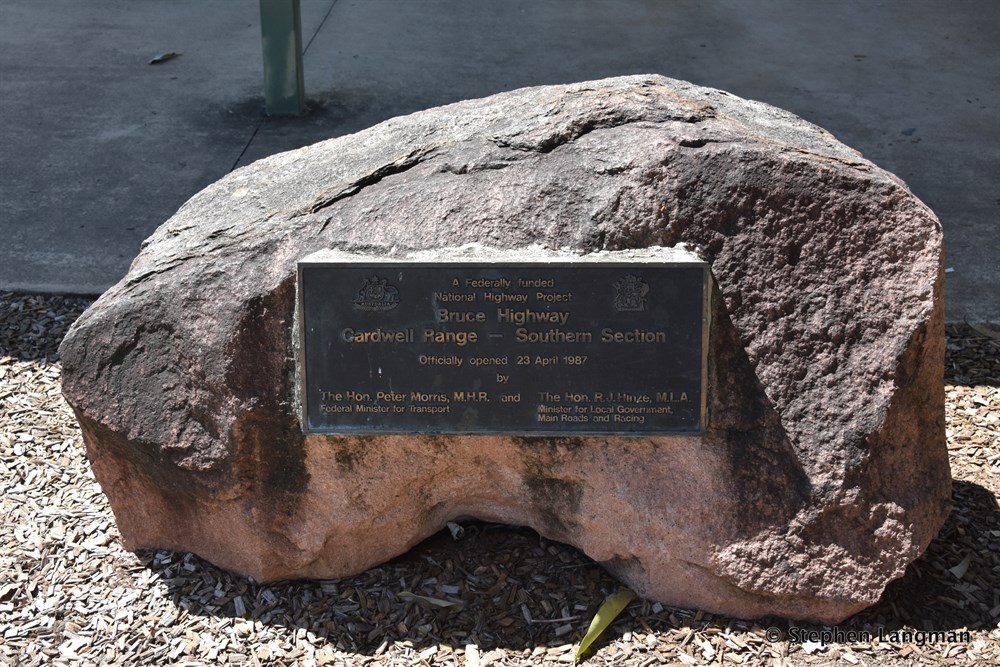 A Federally funded
National Highway Project
Bruce Highway
Cardwell Range — Southern Section
Officially opened 23 April 1987
by
The Hon. Peter Morris, M.H.R. and The Hon. R.J. Hinze, M.L.A.
Federal Minister for Transport Minister for Local Government,
Main Roads and Racing
© Stephen Langman